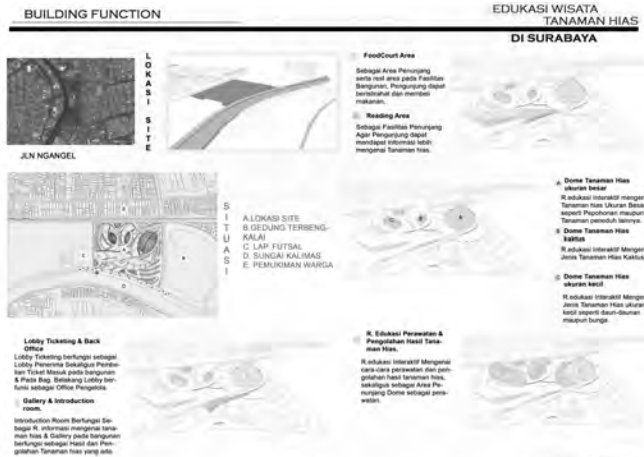 BUILDING FUNCTION
EDUKASI WISATA
TANAMAN HIAS
DI SURABAYA
LOKASI SITE
JLN NGANGEL
FoodCourt Area
Sebagai Area Penunjang
serta rest area pada Fasilitas
Bangunan, Pengunjung dapat
beristirahat dan membeli
makanan.
Reading Area
Sebagai Fasilitas Penunjang
Agar Pengunjung dapat
mendapat informasi lebih
mengenai Tanaman hias.
SITUASI
A.LOKASI SITE
B.GEDUNG TERBENG-
KALAI
C. LAP. FUTSAL
D. SUNGAI KALIMAS
E. PEMUKIMAN WARGA
A Dome Tanaman Hias
ukuran besar
R.edukasi Interaktif mengen
Tanaman hias Ukuran Besar
seperti Pepohonan maupun
Tanaman peneduh lainnya.
B Dome Tanaman Hias
kaktus
R.edukasi Interaktif Mengen
Jenis Tanaman Hias Kaktus
C Dome Tanaman Hias
ukuran kecil
R.edukasi Interaktif Menge
Jenis Tanaman Hias ukuran
kecil seperti daun-daunan
maupun bunga.
Lobby Ticketing & Back
Office
Lobby Ticketing berfungsi sebagai
Lobby Penerima Sekaligus Pembe-
lian Ticket Masuk pada bangunan
& Pada Bag. Belakang Lobby ber-
funsi sebagai Office Pengelola.
Gallery & Introduction
room.
Introduction Room Berfungsi Se-
bagai R. informasi mengenai tana-
man hias & Gallery pada bangunan
berfungsi sebagai Hasil dari Pen-
golahan Tanaman hias yang ada
R. Edukasi Perawatan &
Pengolahan Hasil Tana-
man Hias.
R.edukasi Interaktif Mengenai
cara-cara perawatan dan pen-
golahan hasil tanaman hias,
sekaligus sebagai Area Pe-
nunjang Dome sebagai pera-
watan.